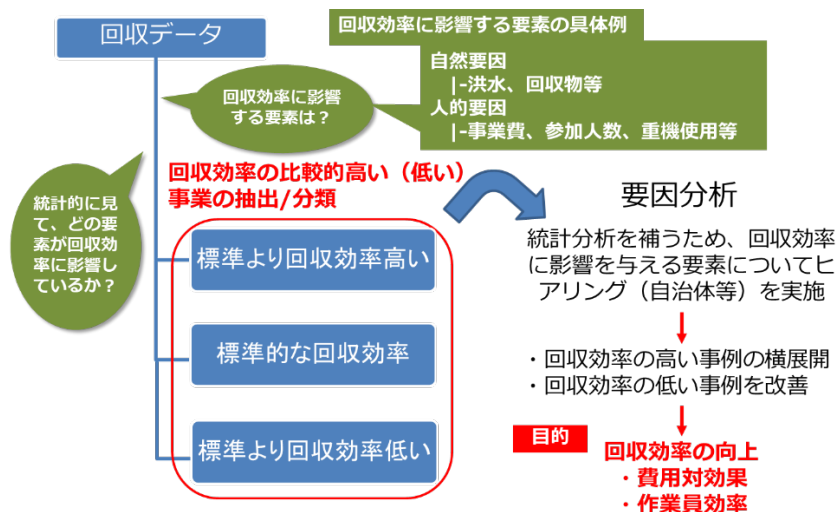 回収データ
回収効率に影響する要素の具体例
自然要因
|-洪水、回収物等
人的要因
|-事業費、参加人数、重機使用等
回収効率に影響
する要素は？
統計的に見
て、どの要
素が回収効
率に影響し
ているか？
回収効率の比較的高い（低い）
事業の抽出/分類
標準より回収効率高い
標準的な回収効率
標準より回収効率低い
要因分析
統計分析を補うため、回収効率
に影響を与える要素についてヒ
アリング（自治体等）を実施
・回収効率の高い事例の横展開
・回収効率の低い事例を改善
目的
回収効率の向上
・費用対効果
・作業員効率